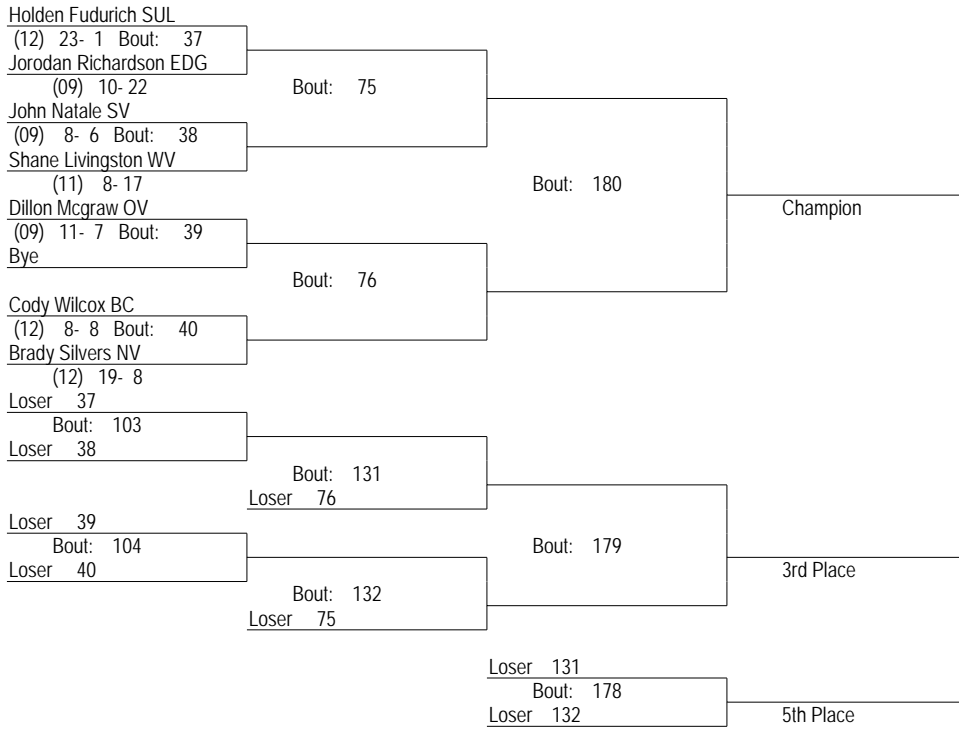 Holden Fudurich SUL
(12) 23- 1 Bout: 37
Jorodan Richardson EDG
(09) 10- 22
Bout: 75
John Natale SV
(09) 8- 6 Bout: 38
Shane Livingston WV
(11) 8- 17
Bout: 180
Dillon Mcgraw OV
Champion
(09) 11- 7 Bout: 39
Bye
Bout: 76
Cody Wilcox BC
(12) 8- 8 Bout: 40
Brady Silvers NV
(12) 19- 8
Loser 37
Bout: 103
Loser 38
Bout: 131
Loser 76
Loser 39
Bout: 104
Bout: 179
Loser 40
3rd Place
Bout: 132
Loser 75
Loser 131
Bout: 178
Loser 132
5th Place